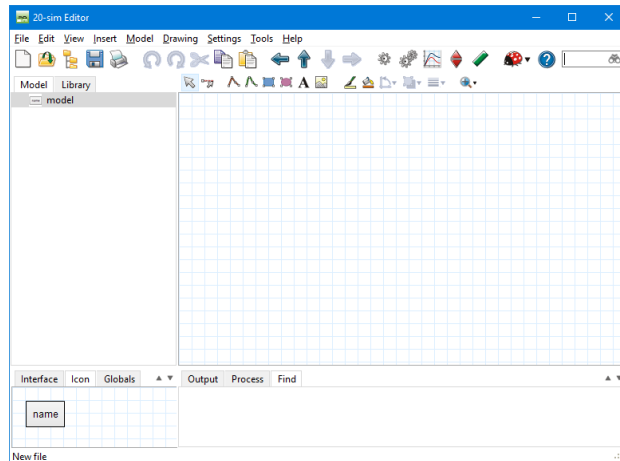 20-sim Editor
File Edit View Insert Model Drawing Settings Tools Help
Model Library
A
model
Interface Icon Globals
Output Process Find
name
New file